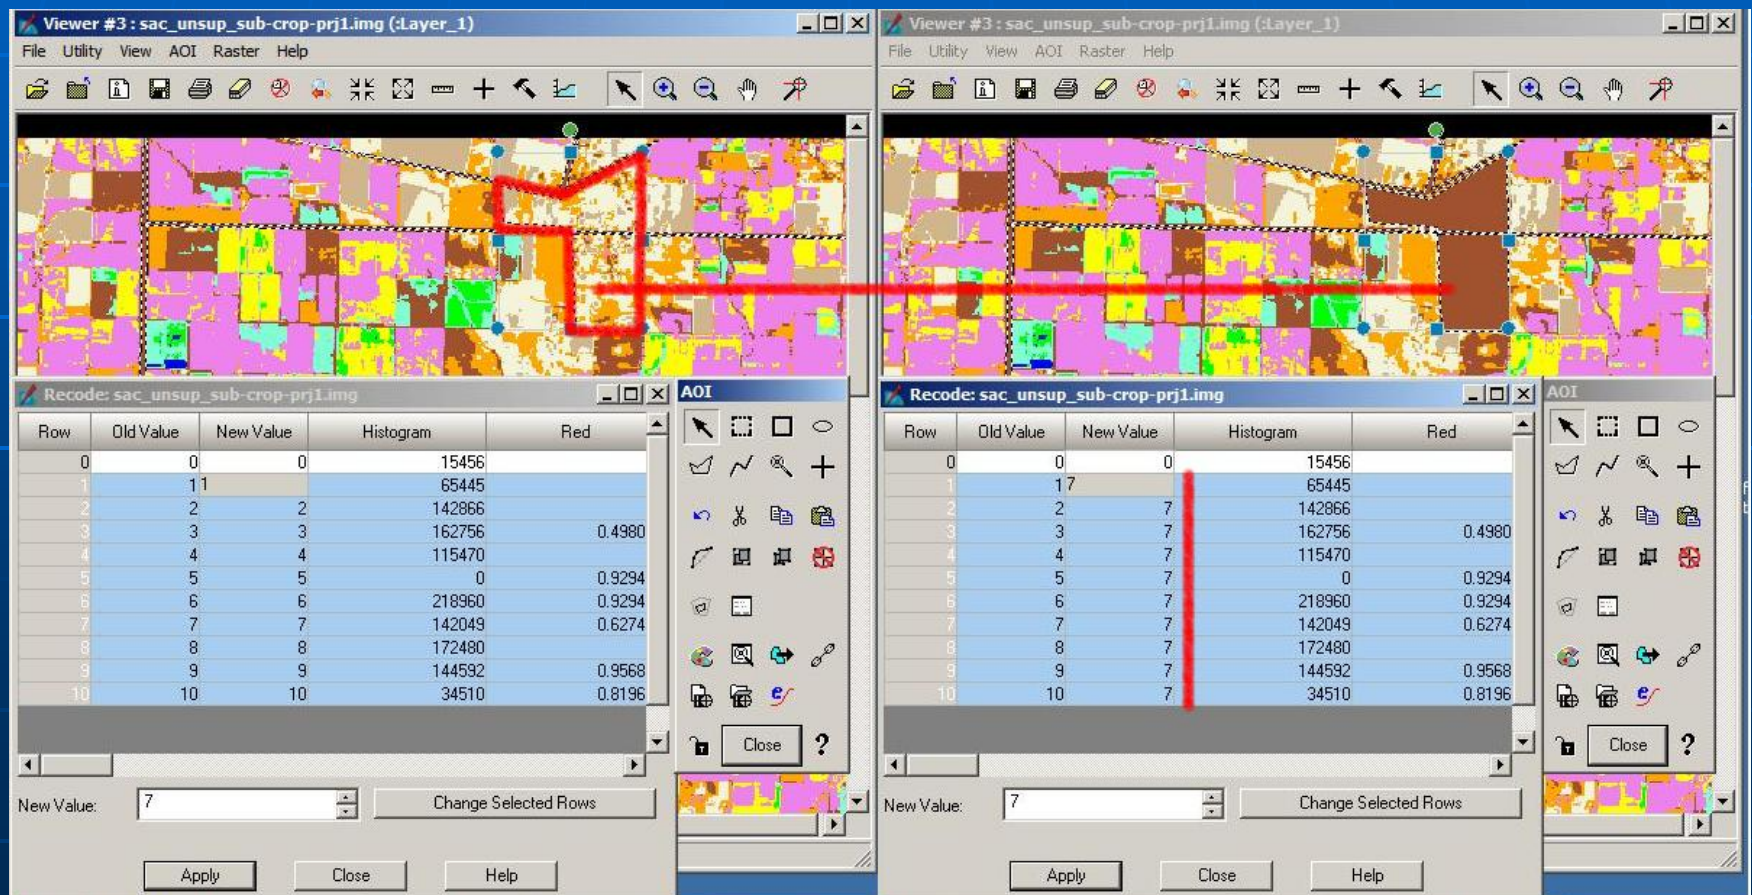 Viewer #3 : sac_unsup_sub-crop-prj1.img (:Layer_1)
File Utility View AOI Raster Help
Recode: sac_unsup_sub-crop-prj1.img
Row Old Value New Value Histogram Red
0 0 0 15456
1 1 1 65445
2 2 2 142866
3 3 3 162756 0.4980
4 4 4 115470
5 5 5 0 0.9294
6 6 6 218960 0.9294
7 7 7 142049 0.6274
8 8 8 172480
9 9 9 144592 0.9568
10 10 10 34510 0.8196
New Value: 7 Change Selected Rows
Apply Close Help
AOI
Close ?
Viewer #3 : sac_unsup_sub-crop-prj1.img (:Layer_1)
File Utility View AOI Raster Help
Recode: sac_unsup_sub-crop-prj1.img
Row Old Value New Value Histogram Red
0 0 0 15456
1 1 7 65445
2 2 7 142866
3 3 7 162756 0.4980
4 4 7 115470
5 5 7 0 0.9294
6 6 7 218960 0.9294
7 7 7 142049 0.6274
8 8 7 172480
9 9 7 144592 0.9568
10 10 7 34510 0.8196
New Value: 7 Change Selected Rows
Apply Close Help
AOI
Close ?